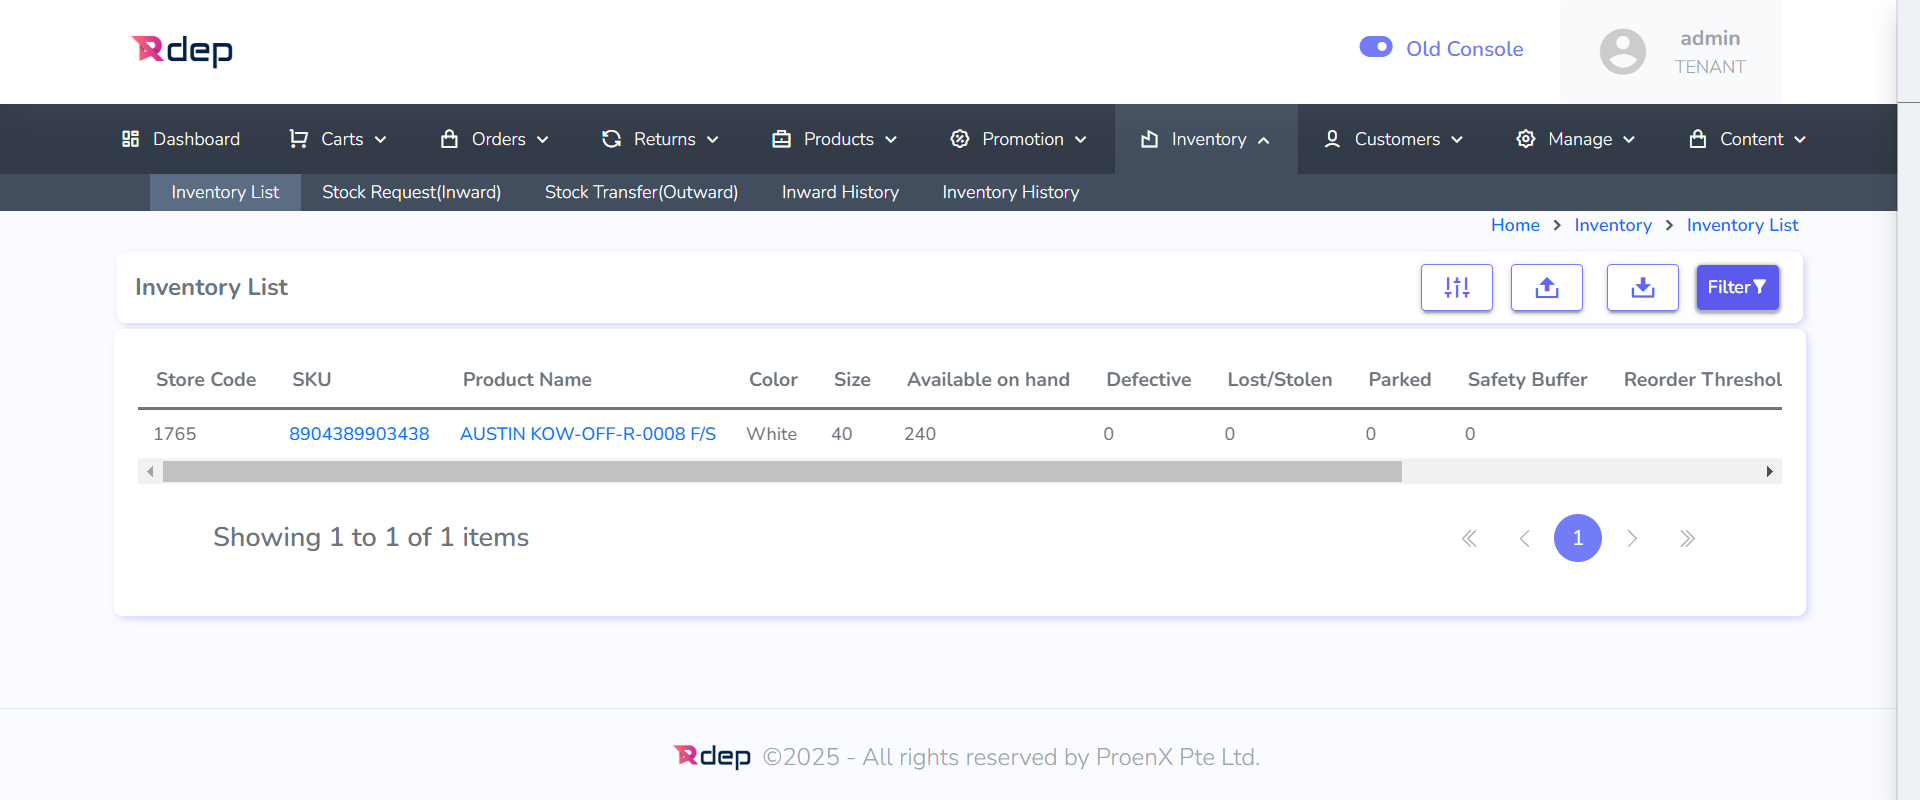 Rdep
Old Console
admin
TENANT
Dashboard Carts Orders Returns Products Promotion Inventory Customers Manage Content
Inventory List Stock Request(Inward) Stock Transfer(Outward) Inward History Inventory History
Home > Inventory > Inventory List
Inventory List
Filter
Store Code SKU Product Name Color Size Available on hand Defective Lost/Stolen Parked Safety Buffer Reorder Threshol
1765 8904389903438 AUSTIN KOW-OFF-R-0008 F/S White 40 240 0 0 0 0
Showing 1 to 1 of 1 items
1
Rdep ©2025 - All rights reserved by ProenX Pte Ltd.